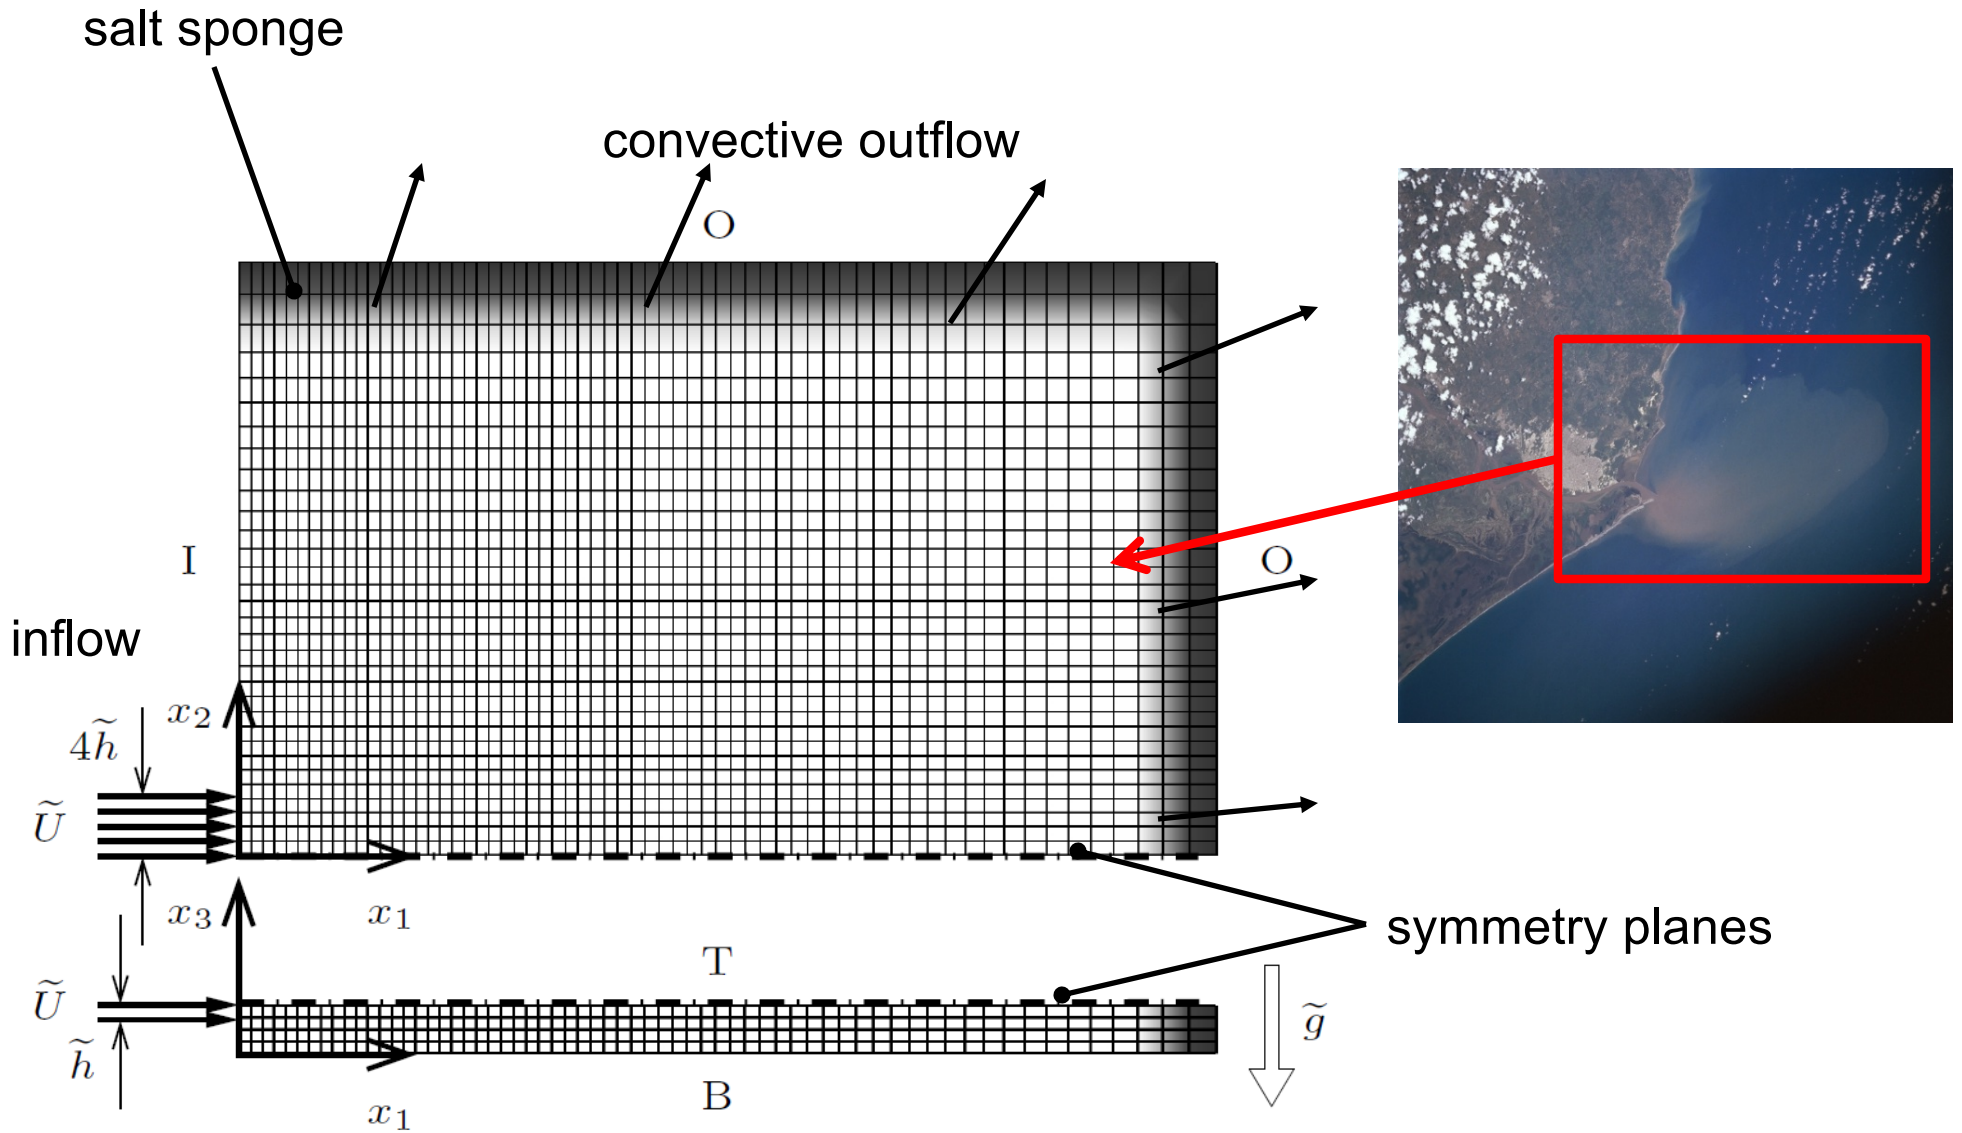 salt sponge
convective outflow
O
I
O
inflow
x₂
4h̃
Ũ
x₃
x₁
symmetry planes
T
Ũ
g̃
h̃
B
x₁